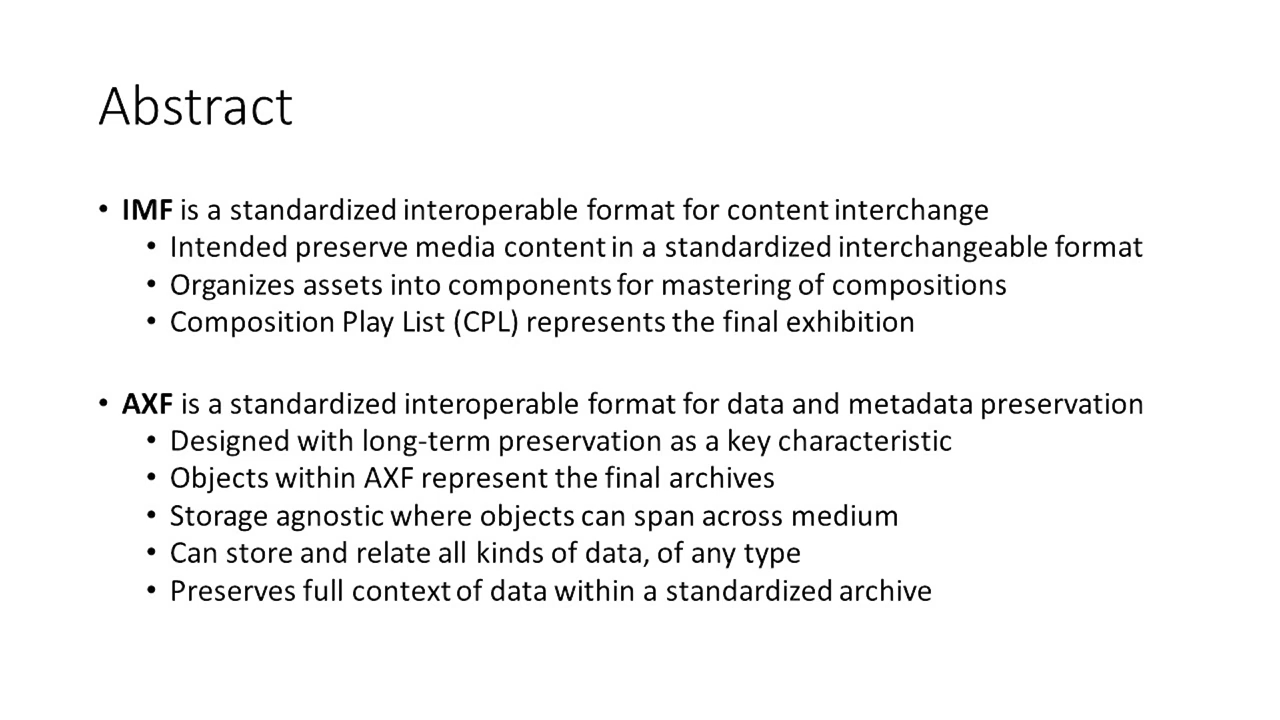 Abstract
• IMF is a standardized interoperable format for content interchange
• Intended preserve media content in a standardized interchangeable format
• Organizes assets into components for mastering of compositions
• Composition Play List (CPL) represents the final exhibition
• AXF is a standardized interoperable format for data and metadata preservation
• Designed with long-term preservation as a key characteristic
• Objects within AXF represent the final archives
• Storage agnostic where objects can span across medium
• Can store and relate all kinds of data, of any type
• Preserves full context of data within a standardized archive